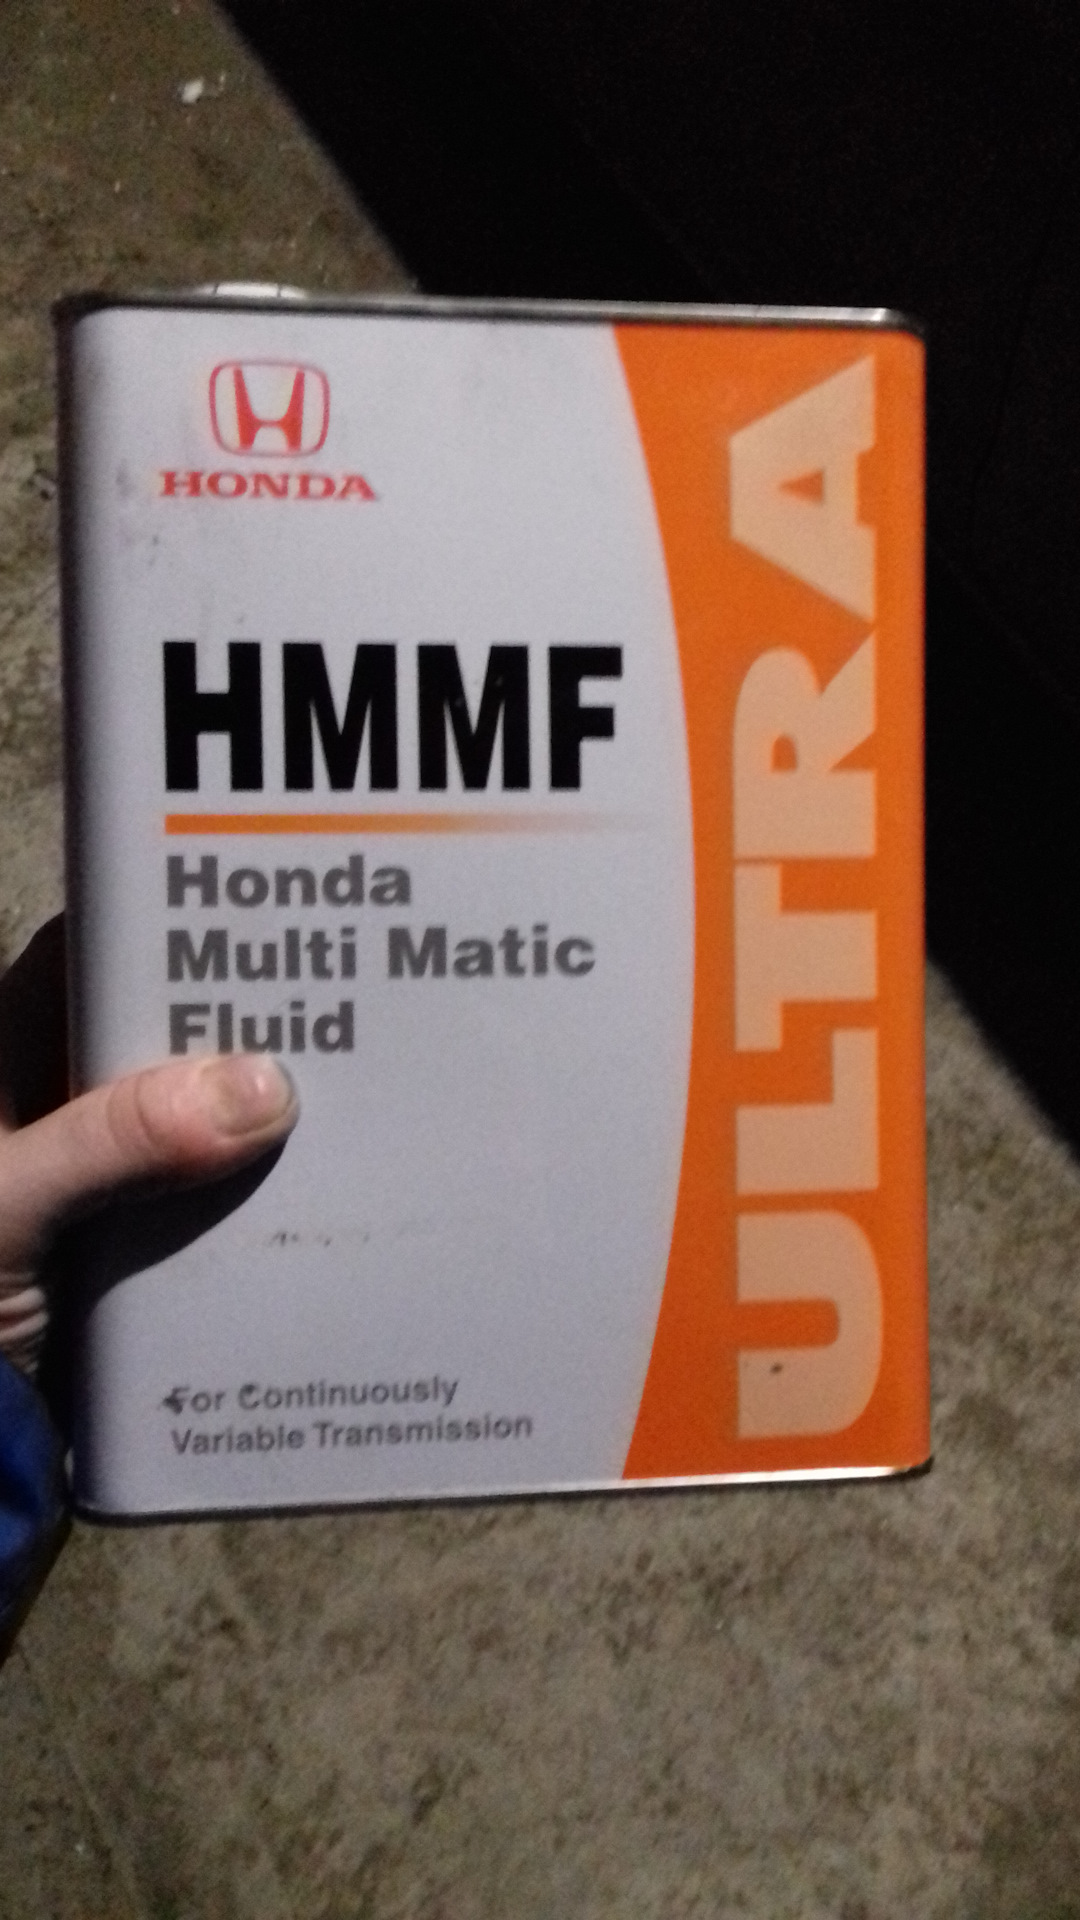 HONDA
HMMF
Honda
Multi Matic
Fluid
For Continuously
Variable Transmission
ULTRA